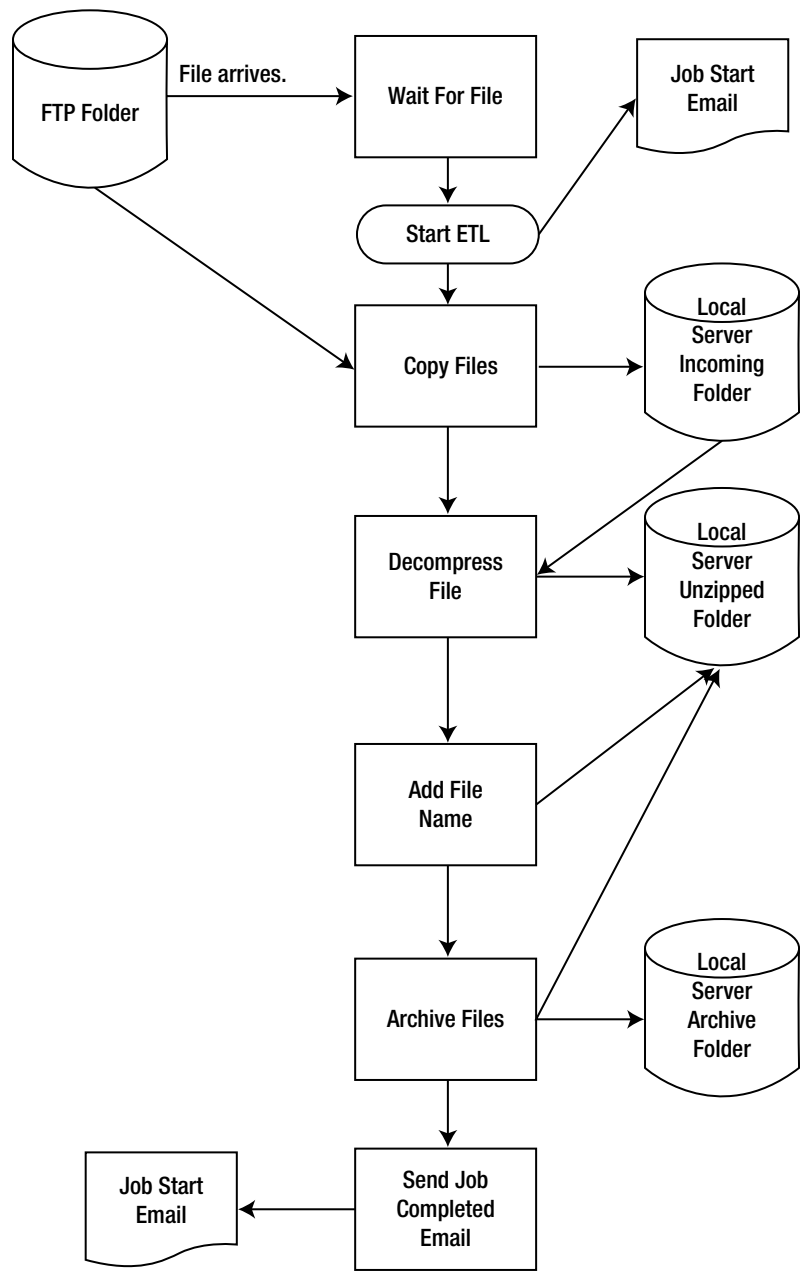 File arrives.
FTP Folder
Wait For File
Job Start
Email
Start ETL
Copy Files
Local
Server
Incoming
Folder
Decompress
File
Local
Server
Unzipped
Folder
Add File
Name
Archive Files
Local
Server
Archive
Folder
Job Start
Email
Send Job
Completed
Email